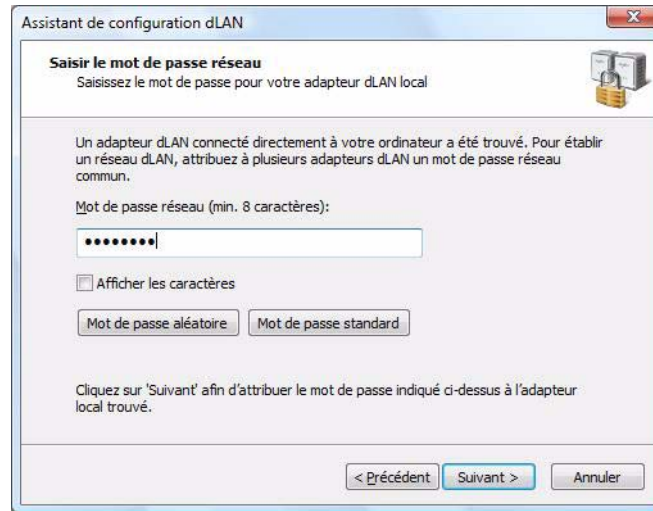 Assistant de configuration dLAN
Saisir le mot de passe réseau
Saisissez le mot de passe pour votre adapteur dLAN local
Un adapteur dLAN connecté directement à votre ordinateur a été trouvé. Pour établir
un réseau dLAN, attribuez à plusieurs adapteurs dLAN un mot de passe réseau
commun.
Mot de passe réseau (min. 8 caractères):
••••••••
Afficher les caractères
Mot de passe aléatoire Mot de passe standard
Cliquez sur 'Suivant' afin d'attribuer le mot de passe indiqué ci-dessus à l'adapteur
local trouvé.
< Précédent Suivant > Annuler